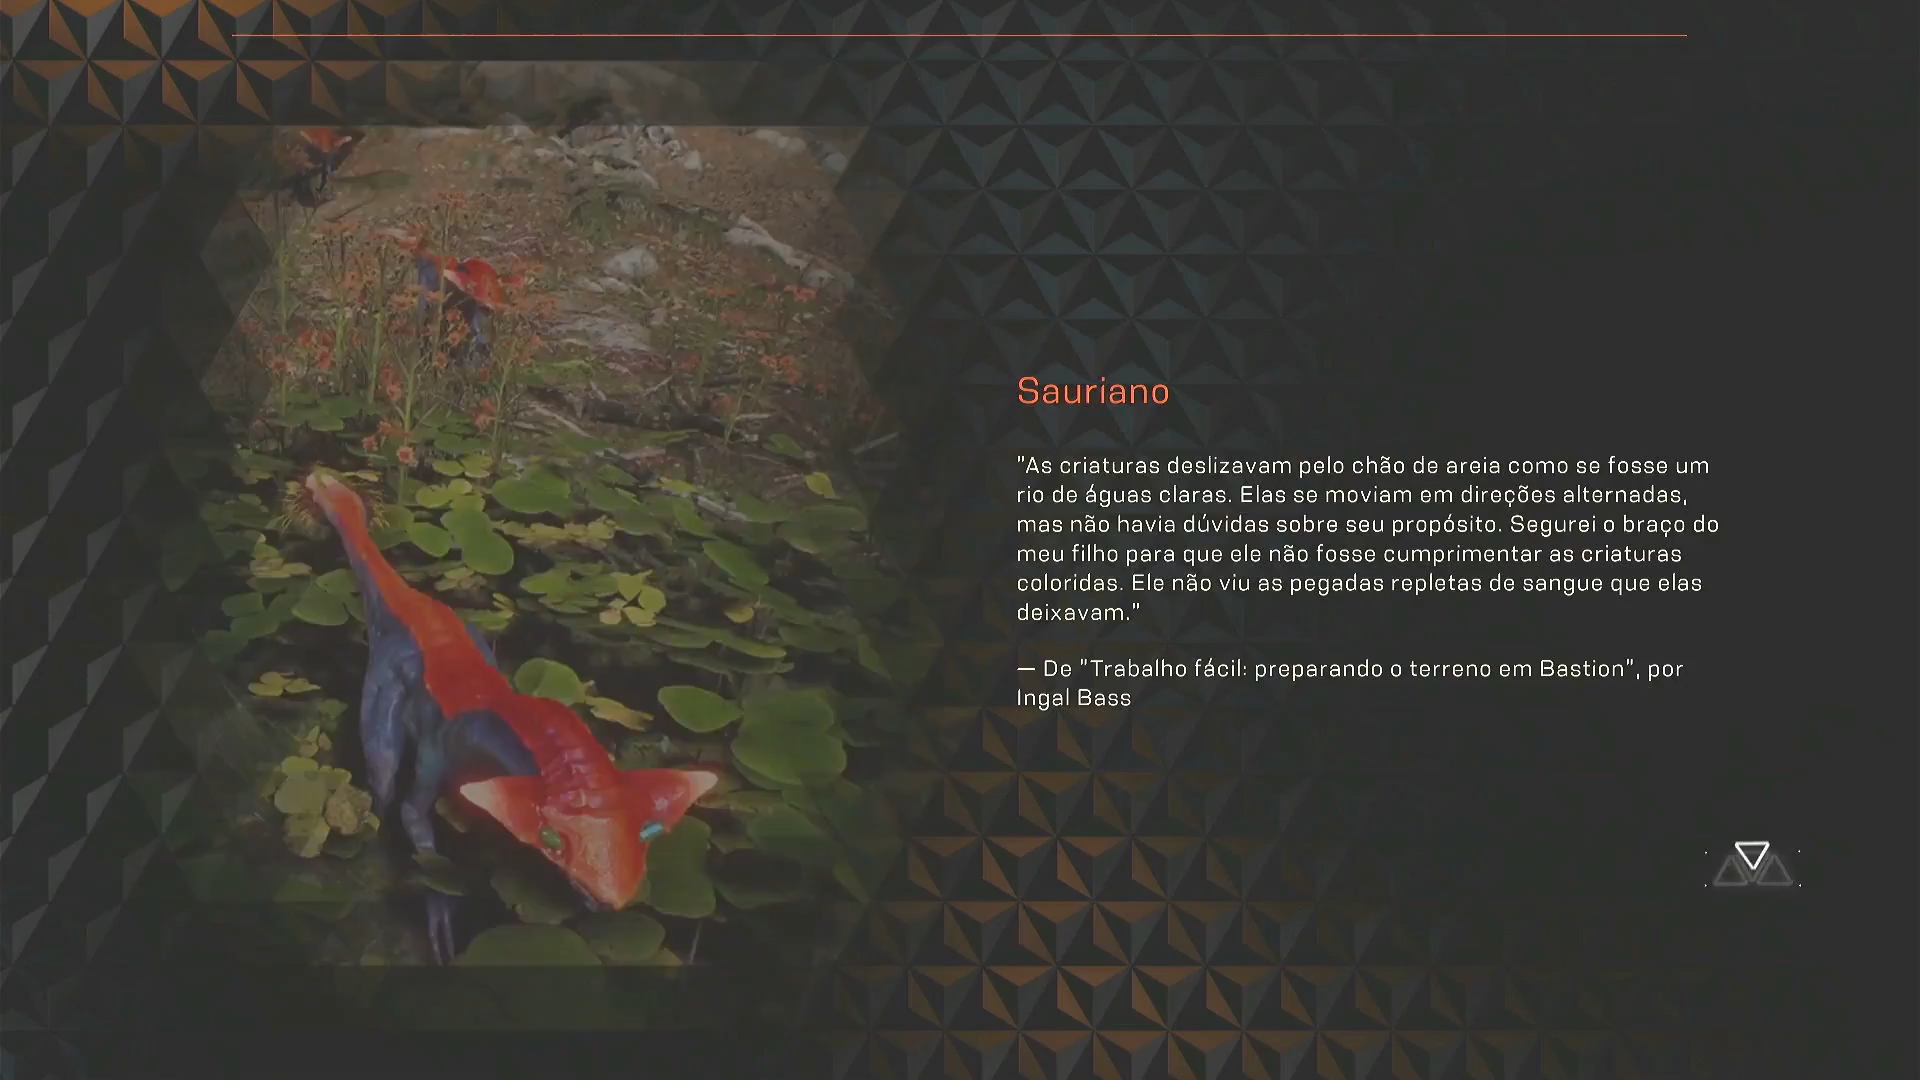 Sauriano
"As criaturas deslizavam pelo chão de areia como se fosse um
rio de águas claras. Elas se moviam em direções alternadas,
mas não havia dúvidas sobre seu propósito. Segurei o braço do
meu filho para que ele não fosse cumprimentar as criaturas
coloridas. Ele não viu as pegadas repletas de sangue que elas
deixavam."
— De "Trabalho fácil: preparando o terreno em Bastion", por
Ingal Bass